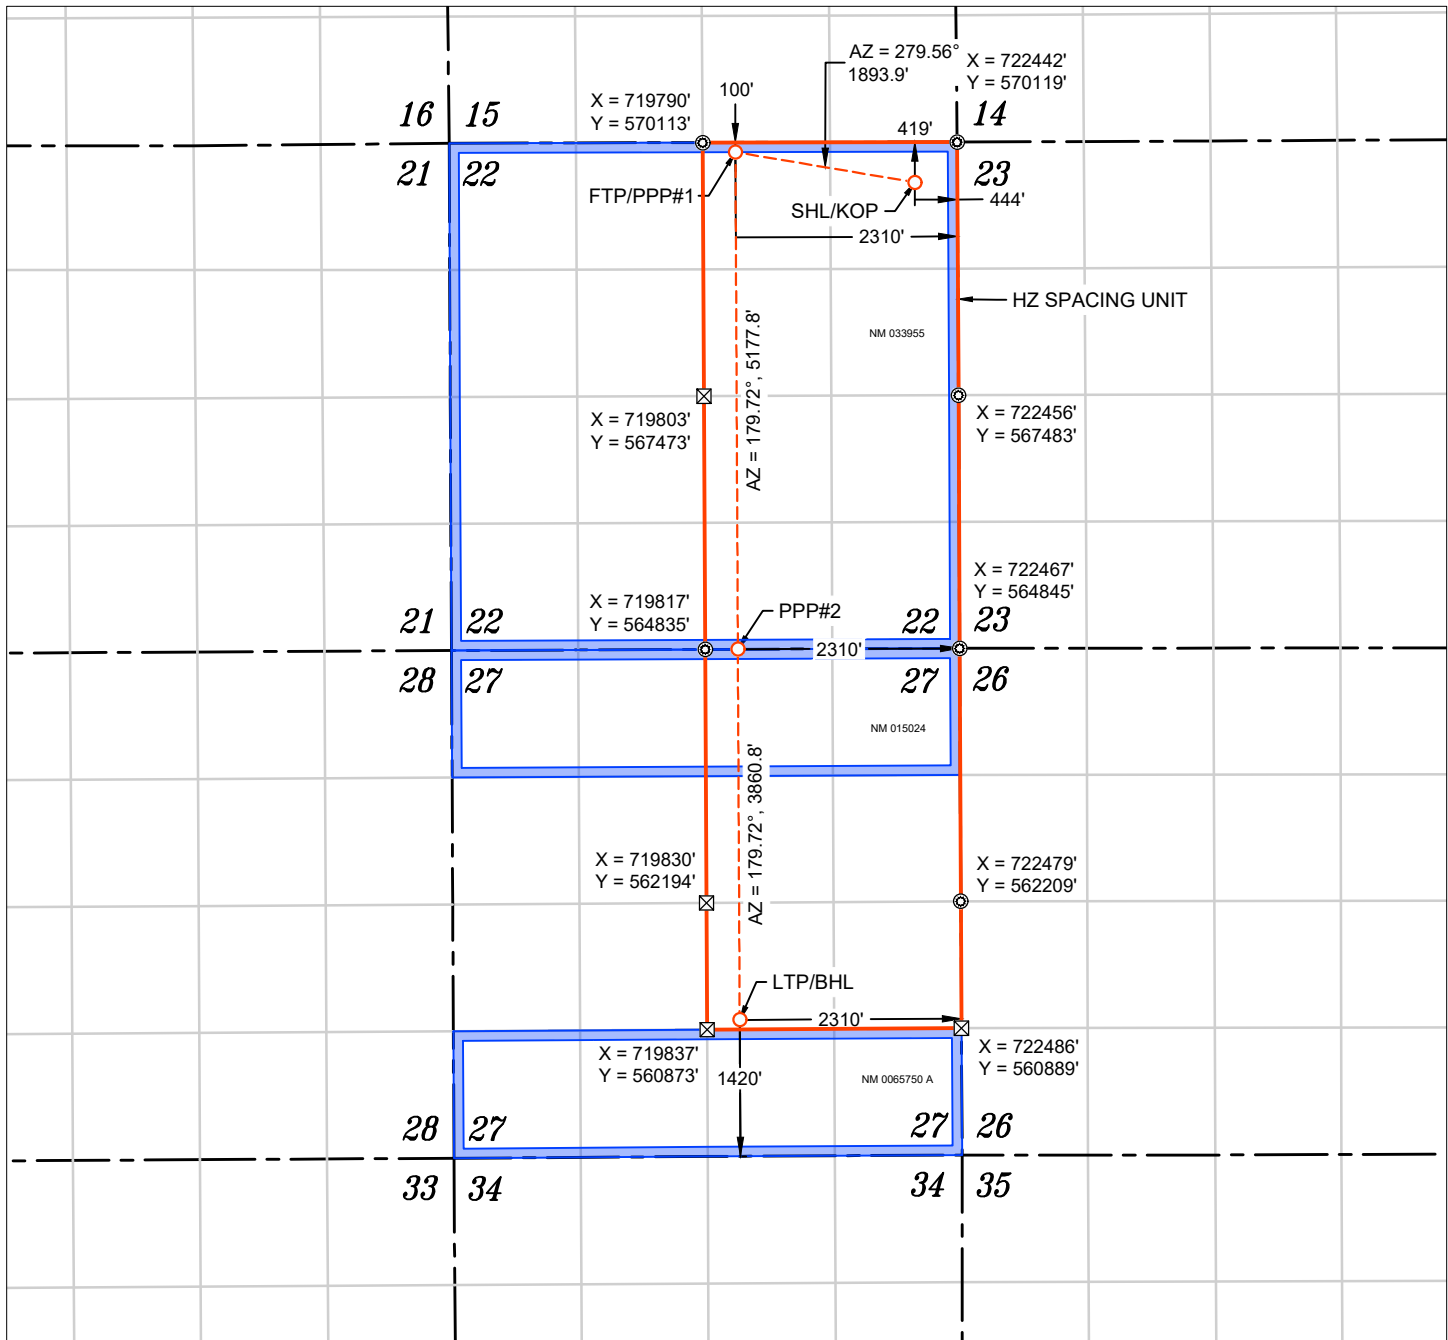 AZ = 279.56°
1893.9'
X = 722442'
Y = 570119'
X = 719790'
Y = 570113'
100'
16
15
14
419'
21
22
23
FTP/PPP#1
SHL/KOP
444'
2310'
HZ SPACING UNIT
NM 033955
AZ = 179.72°, 5177.8'
X = 719803'
Y = 567473'
X = 722456'
Y = 567483'
X = 722467'
Y = 564845'
X = 719817'
Y = 564835'
PPP#2
21
22
22
23
2310'
28
27
27
26
NM 015024
AZ = 179.72°, 3860.8'
X = 719830'
Y = 562194'
X = 722479'
Y = 562209'
LTP/BHL
2310'
X = 719837'
Y = 560873'
X = 722486'
Y = 560889'
1420'
NM 0065750 A
28
27
27
26
33
34
34
35